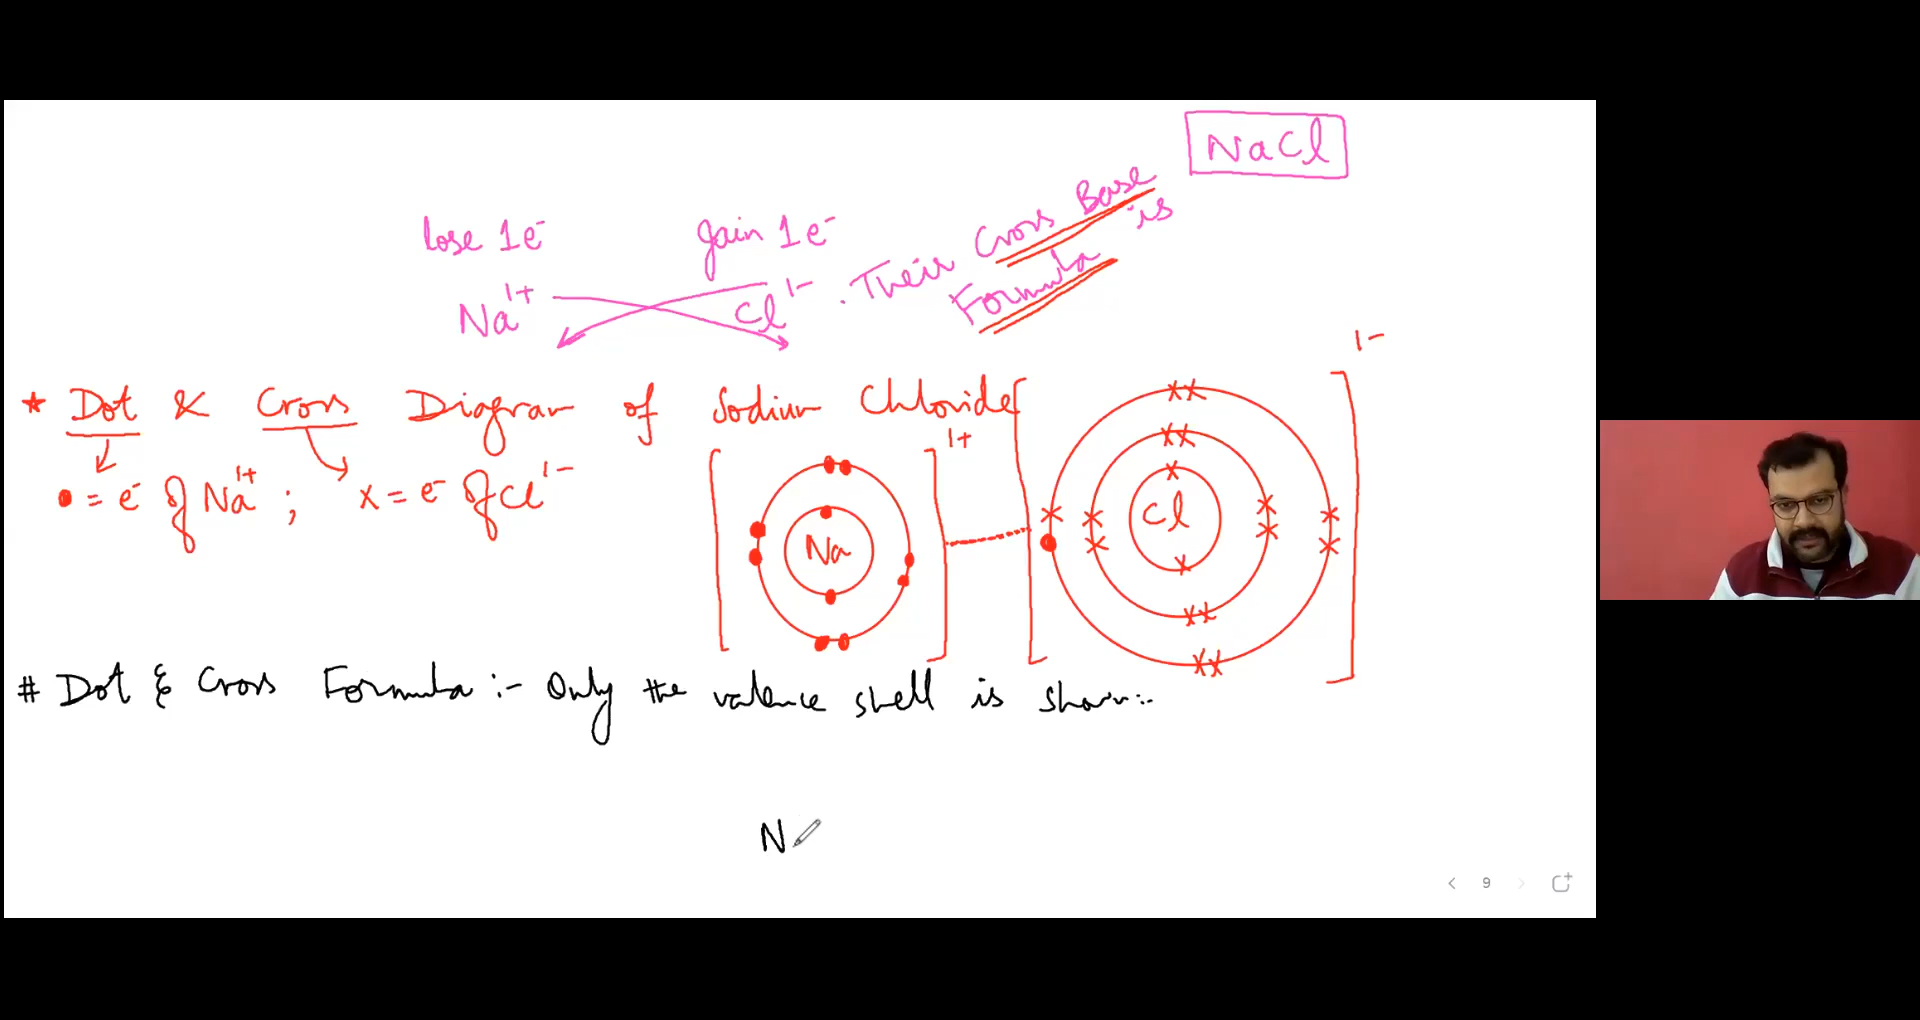 NaCl
lose 1e⁻ gain 1e⁻
Na¹⁺ Cl¹⁻ . Their Cross Base
Formula is
★ Dot & Cross Diagram of Sodium Chloride
• = e⁻ of Na¹⁺ ; x = e⁻ of Cl¹⁻
[Na]¹⁺ [Cl]¹⁻
# Dot & Cross Formula :- Only the valence shell is shown:-
N
9